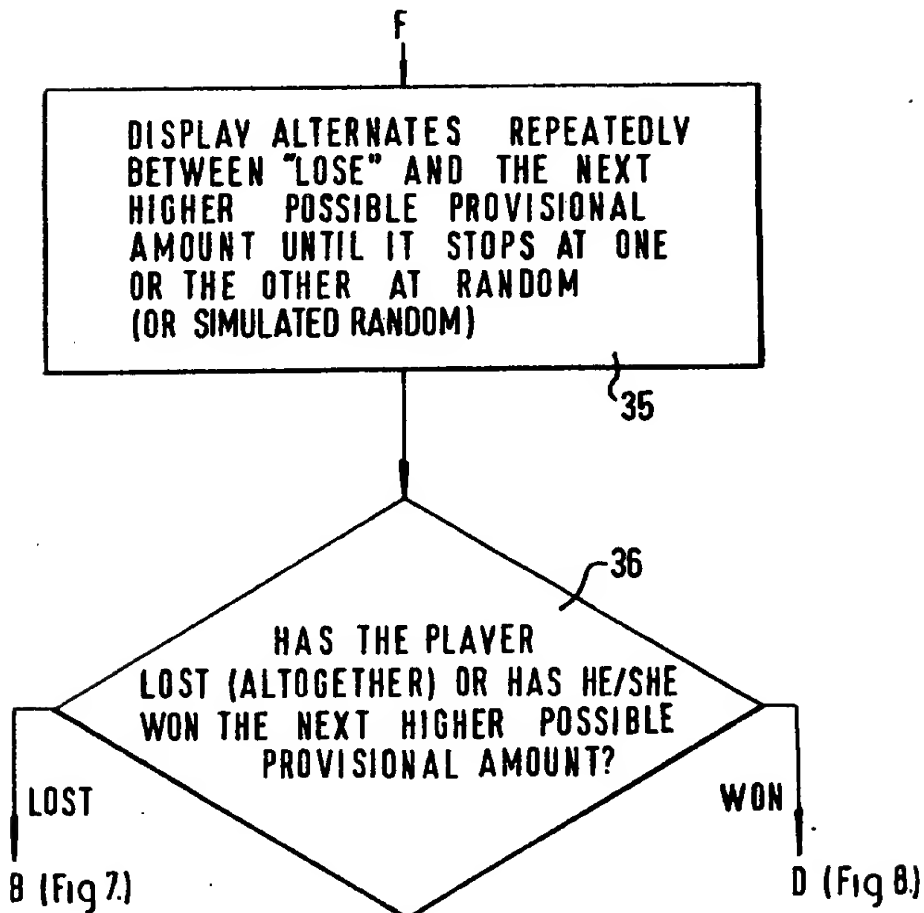 F
DISPLAY ALTERNATES REPEATEDLY
BETWEEN "LOSE" AND THE NEXT
HIGHER POSSIBLE PROVISIONAL
AMOUNT UNTIL IT STOPS AT ONE
OR THE OTHER AT RANDOM
(OR SIMULATED RANDOM)
35
36
HAS THE PLAYER
LOST (ALTOGETHER) OR HAS HE/SHE
WON THE NEXT HIGHER POSSIBLE
PROVISIONAL AMOUNT?
LOST
WON
B (Fig 7.)
D (Fig 8.)